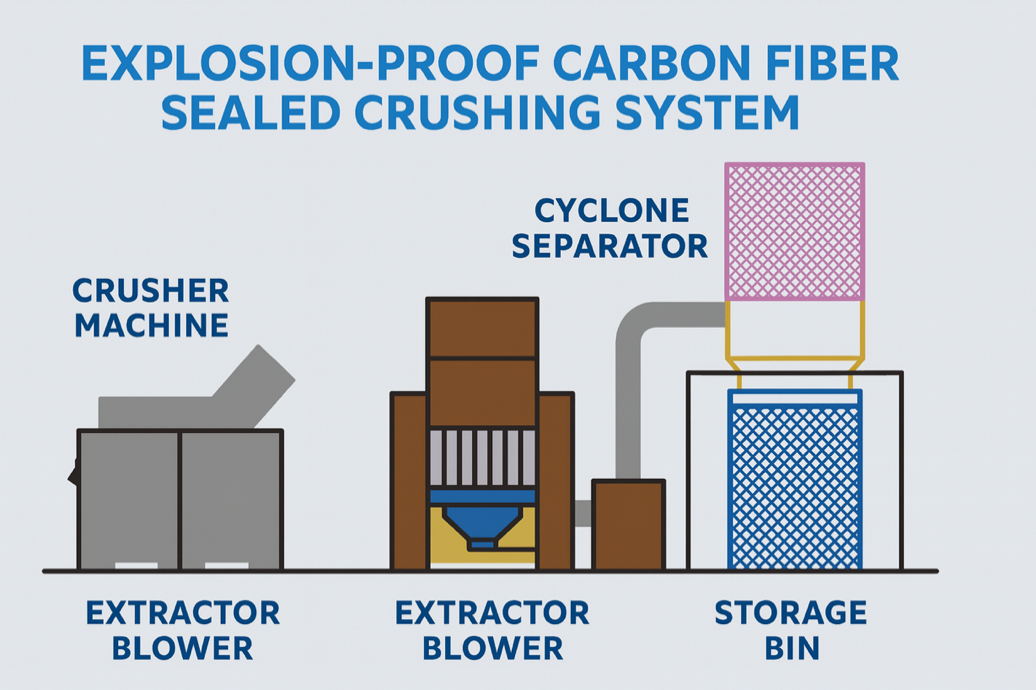 EXPLOSION-PROOF CARBON FIBER
SEALED CRUSHING SYSTEM
CYCLONE
SEPARATOR
CRUSHER
MACHINE
EXTRACTOR
BLOWER
EXTRACTOR
BLOWER
STORAGE
BIN